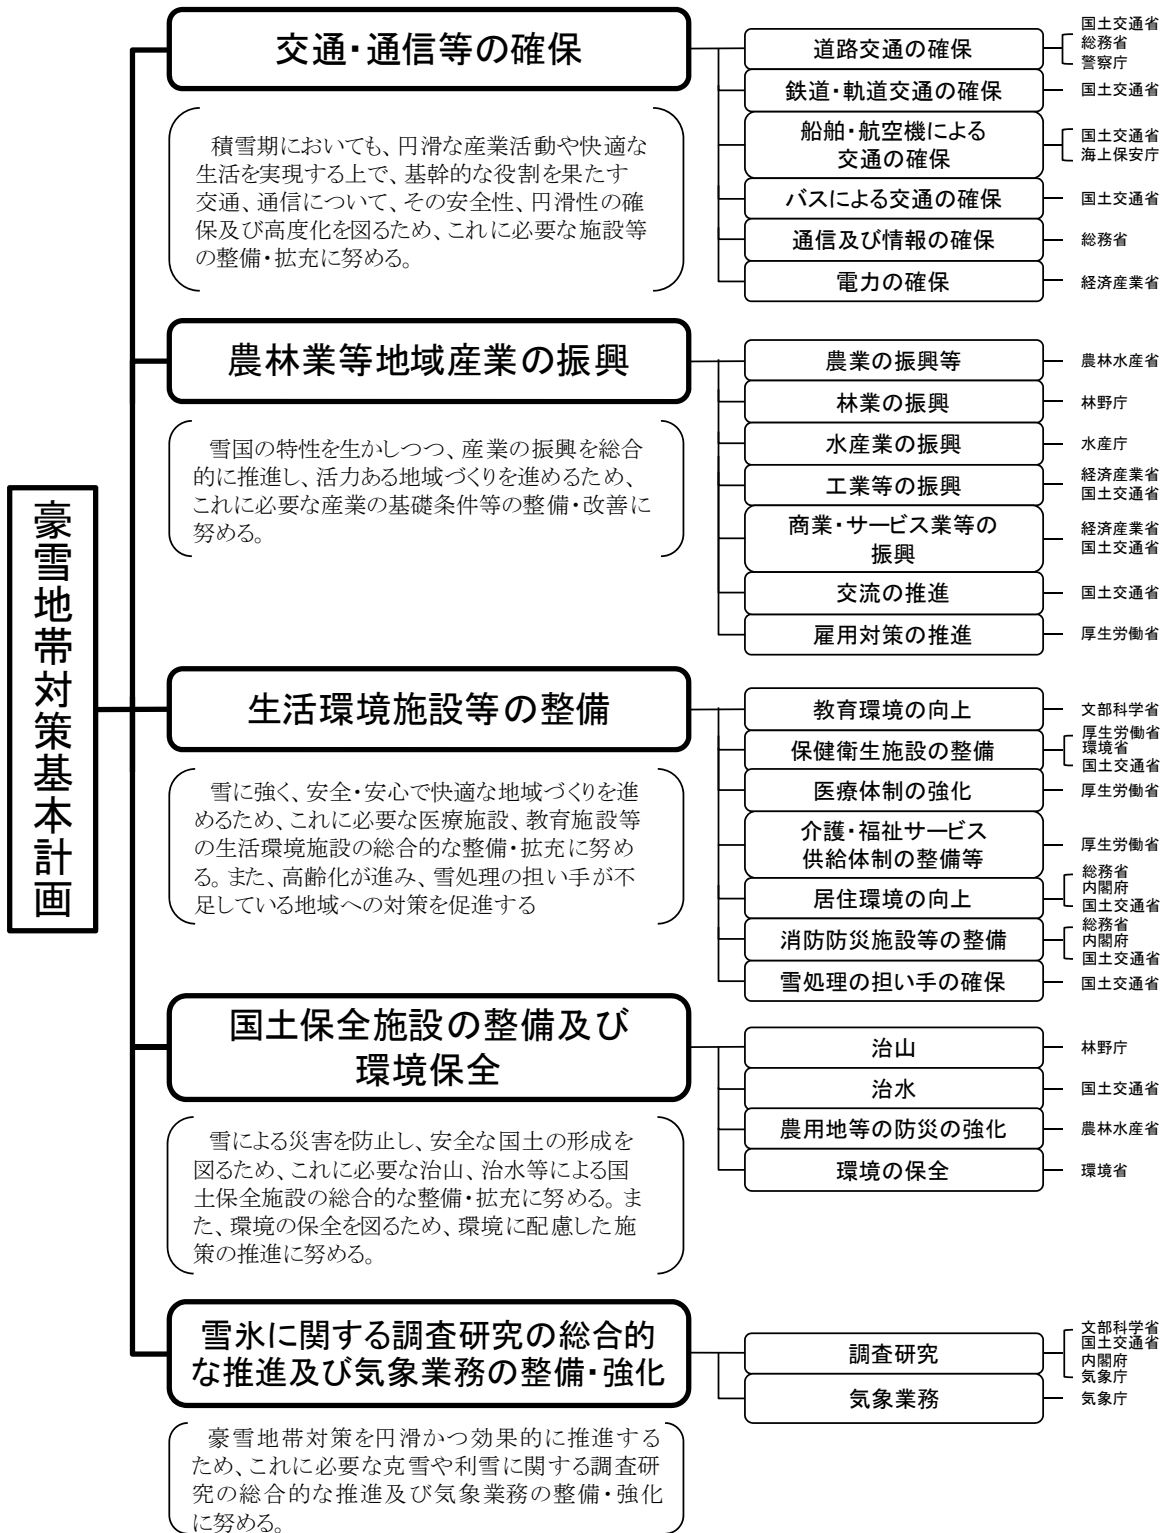 豪雪地帯対策基本計画
交通・通信等の確保
積雪期においても、円滑な産業活動や快適な
生活を実現する上で、基幹的な役割を果たす
交通、通信について、その安全性、円滑性の確
保及び高度化を図るため、これに必要な施設等
の整備・拡充に努める。
道路交通の確保
国土交通省
総務省
警察庁
鉄道・軌道交通の確保
国土交通省
船舶・航空機による
交通の確保
国土交通省
海上保安庁
バスによる交通の確保
国土交通省
通信及び情報の確保
総務省
電力の確保
経済産業省
農林業等地域産業の振興
雪国の特性を生かしつつ、産業の振興を総合
的に推進し、活力ある地域づくりを進めるため、
これに必要な産業の基礎条件等の整備・改善に
努める。
農業の振興等
農林水産省
林業の振興
林野庁
水産業の振興
水産庁
工業等の振興
経済産業省
国土交通省
商業・サービス業等の
振興
経済産業省
国土交通省
交流の推進
国土交通省
雇用対策の推進
厚生労働省
生活環境施設等の整備
雪に強く、安全・安心で快適な地域づくりを進
めるため、これに必要な医療施設、教育施設等
の生活環境施設の総合的な整備・拡充に努め
る。また、高齢化が進み、雪処理の担い手が不
足している地域への対策を促進する
教育環境の向上
文部科学省
保健衛生施設の整備
厚生労働省
環境省
国土交通省
医療体制の強化
厚生労働省
介護・福祉サービス
供給体制の整備等
厚生労働省
居住環境の向上
総務省
内閣府
国土交通省
消防防災施設等の整備
総務省
内閣府
国土交通省
雪処理の担い手の確保
国土交通省
国土保全施設の整備及び
環境保全
雪による災害を防止し、安全な国土の形成を
図るため、これに必要な治山、治水等による国
土保全施設の総合的な整備・拡充に努める。ま
た、環境の保全を図るため、環境に配慮した施
策の推進に努める。
治山
林野庁
治水
国土交通省
農用地等の防災の強化
農林水産省
環境の保全
環境省
雪氷に関する調査研究の総合的
な推進及び気象業務の整備・強化
豪雪地帯対策を円滑かつ効果的に推進する
ため、これに必要な克雪や利雪に関する調査研
究の総合的な推進及び気象業務の整備・強化
に努める。
調査研究
文部科学省
国土交通省
内閣府
気象庁
気象業務
気象庁